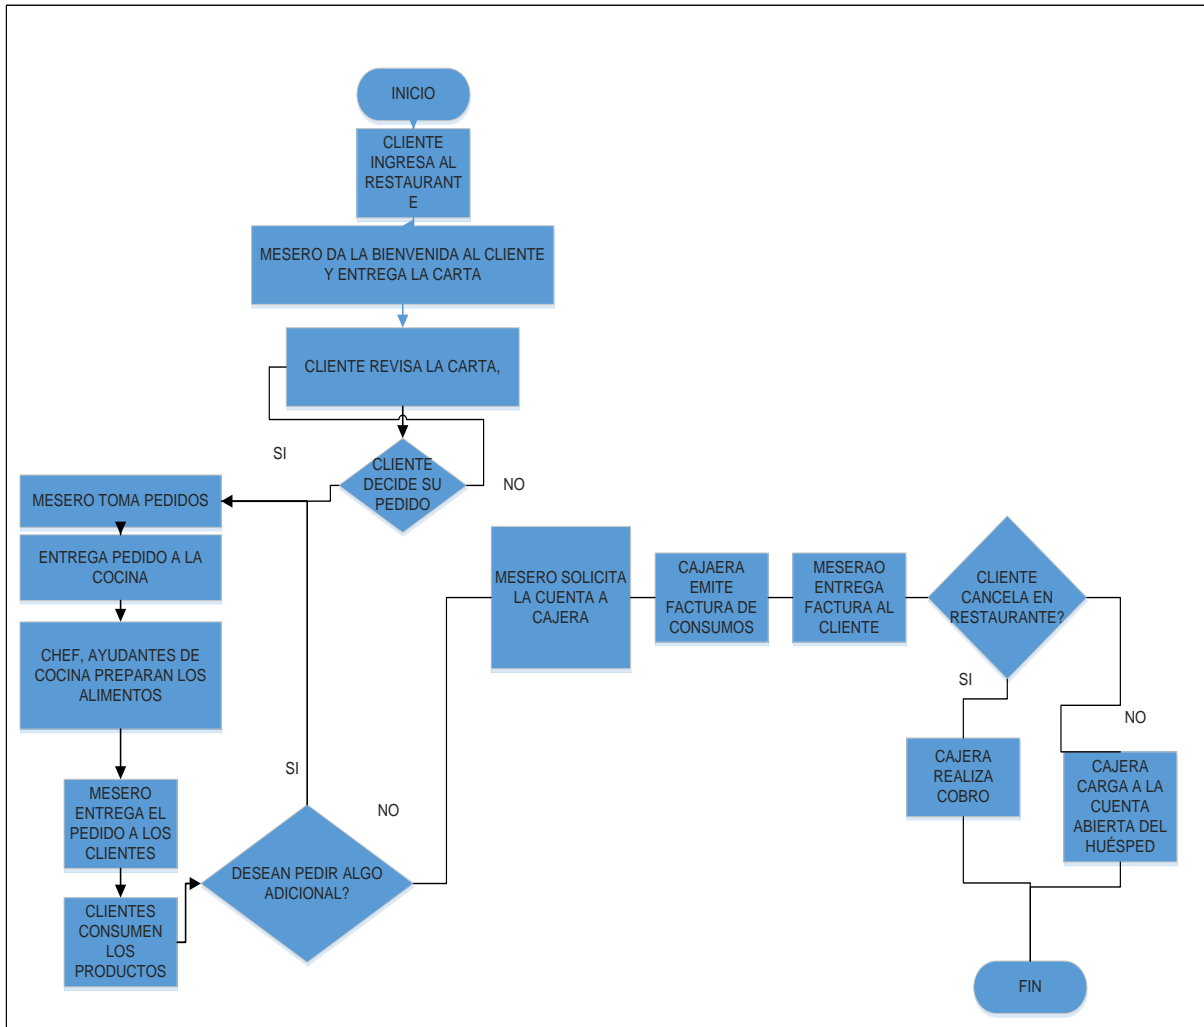 INICIO
CLIENTE
INGRESA AL
RESTAURANT
E
MESERO DA LA BIENVENIDA AL CLIENTE
Y ENTREGA LA CARTA
CLIENTE REVISA LA CARTA,
CLIENTE
DECIDE SU
PEDIDO
SI
NO
MESERO TOMA PEDIDOS
ENTREGA PEDIDO A LA
COCINA
CHEF, AYUDANTES DE
COCINA PREPARAN LOS
ALIMENTOS
MESERO
ENTREGA EL
PEDIDO A LOS
CLIENTES
CLIENTES
CONSUMEN
LOS
PRODUCTOS
DESEAN PEDIR ALGO
ADICIONAL?
SI
NO
MESERO SOLICITA
LA CUENTA A
CAJERA
CAJAERA
EMITE
FACTURA DE
CONSUMOS
MESERAO
ENTREGA
FACTURA AL
CLIENTE
CLIENTE
CANCELA EN
RESTAURANTE?
SI
NO
CAJERA
REALIZA
COBRO
CAJERA
CARGA A LA
CUENTA
ABIERTA DEL
HUÉSPED
FIN